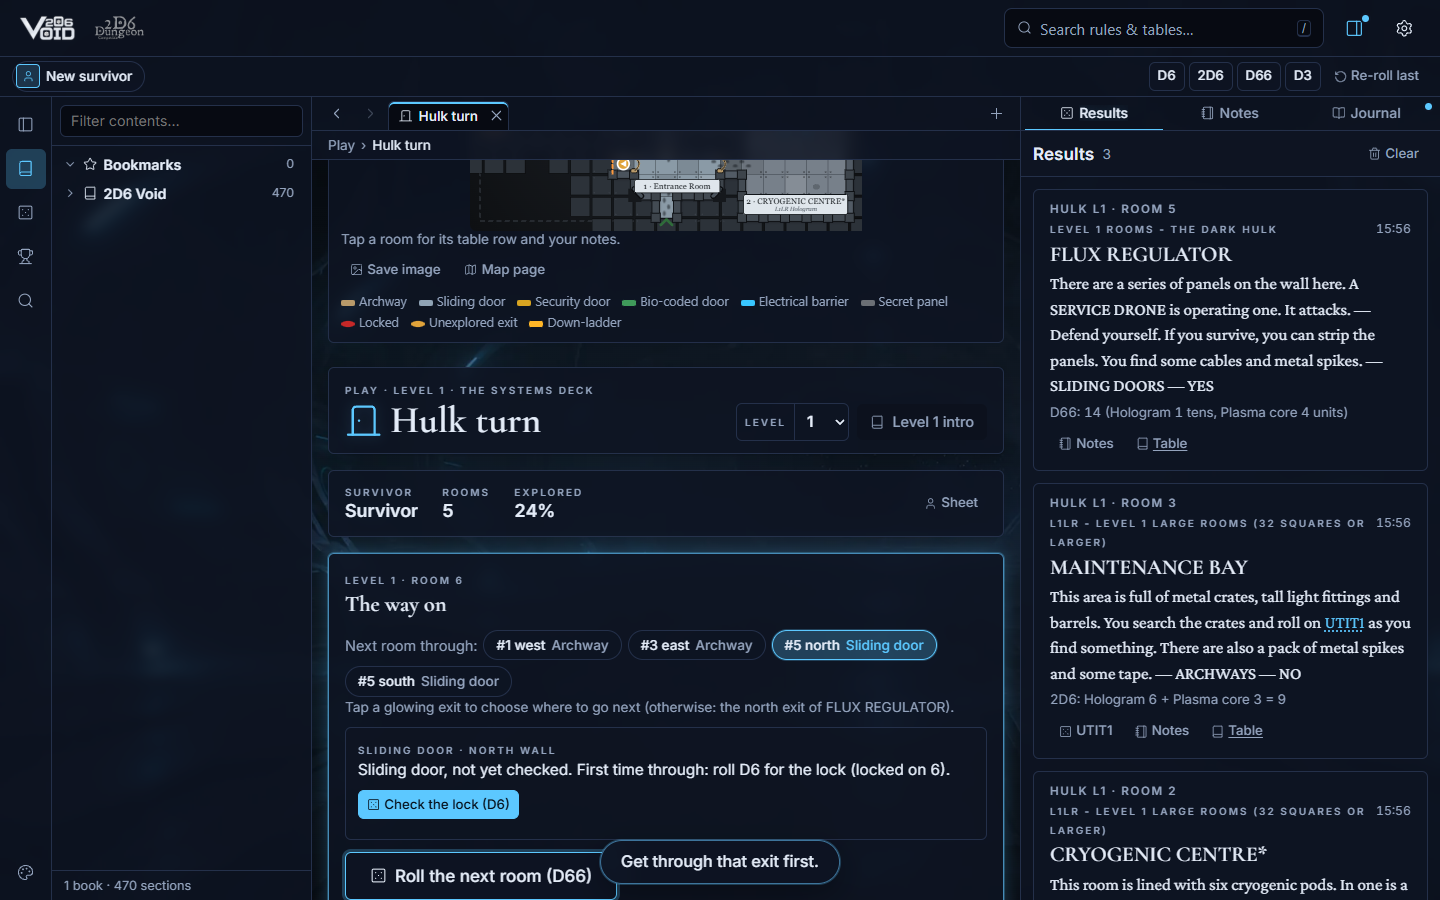 2D6 VOID
2D6 Dungeon
Search rules & tables...
/
New survivor
D6
2D6
D66
D3
Re-roll last
Filter contents...
Bookmarks
0
2D6 Void
470
1 book · 470 sections
Hulk turn
Play › Hulk turn
1 · Entrance Room
2 · CRYOGENIC CENTRE*
L1LR Hologram
Tap a room for its table row and your notes.
Save image
Map page
Archway
Sliding door
Security door
Bio-coded door
Electrical barrier
Secret panel
Locked
Unexplored exit
Down-ladder
PLAY · LEVEL 1 · THE SYSTEMS DECK
Hulk turn
LEVEL
1
Level 1 intro
SURVIVOR
Survivor
ROOMS
5
EXPLORED
24%
Sheet
LEVEL 1 · ROOM 6
The way on
Next room through:
#1 west Archway
#3 east Archway
#5 north Sliding door
#5 south Sliding door
Tap a glowing exit to choose where to go next (otherwise: the north exit of FLUX REGULATOR).
SLIDING DOOR · NORTH WALL
Sliding door, not yet checked. First time through: roll D6 for the lock (locked on 6).
Check the lock (D6)
Roll the next room (D66)
Get through that exit first.
Results
Notes
Journal
Results 3
Clear
HULK L1 · ROOM 5
LEVEL 1 ROOMS - THE DARK HULK
15:56
FLUX REGULATOR
There are a series of panels on the wall here. A
SERVICE DRONE is operating one. It attacks. —
Defend yourself. If you survive, you can strip the
panels. You find some cables and metal spikes. —
SLIDING DOORS — YES
D66: 14 (Hologram 1 tens, Plasma core 4 units)
Notes
Table
HULK L1 · ROOM 3
L1LR - LEVEL 1 LARGE ROOMS (32 SQUARES OR
LARGER)
15:56
MAINTENANCE BAY
This area is full of metal crates, tall light fittings and
barrels. You search the crates and roll on UTIT1 as you
find something. There are also a pack of metal spikes
and some tape. — ARCHWAYS — NO
2D6: Hologram 6 + Plasma core 3 = 9
UTIT1
Notes
Table
HULK L1 · ROOM 2
L1LR - LEVEL 1 LARGE ROOMS (32 SQUARES OR
LARGER)
15:56
CRYOGENIC CENTRE*
This room is lined with six cryogenic pods. In one is a